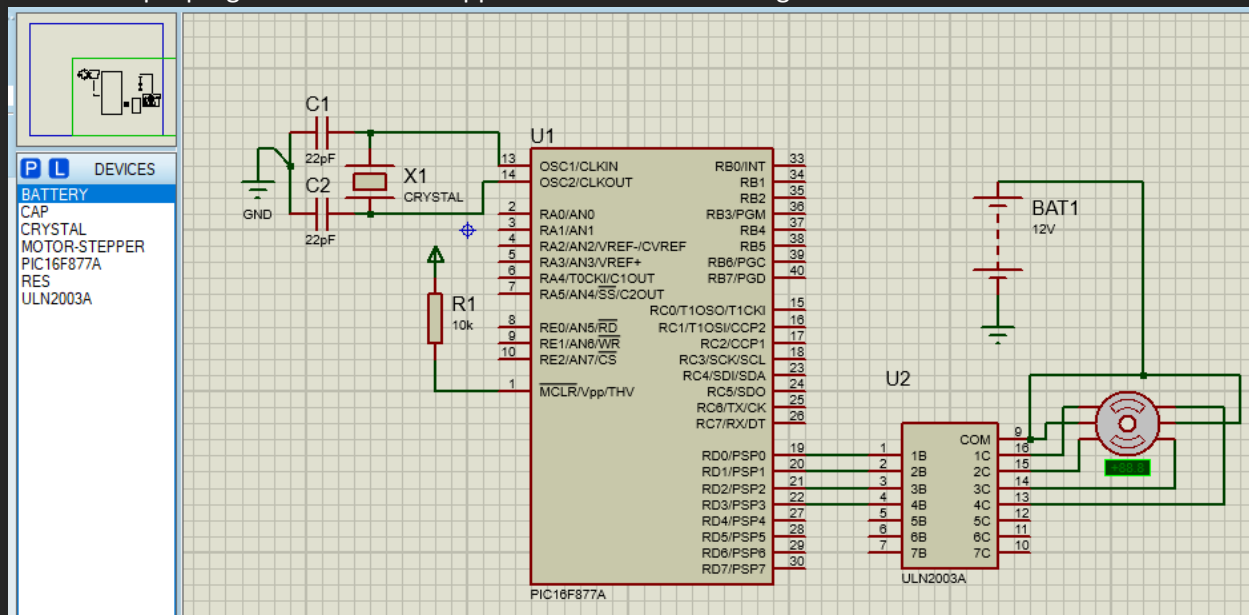 DEVICES
P L
BATTERY
CAP
CRYSTAL
MOTOR-STEPPER
PIC16F877A
RES
ULN2003A
C1
22pF
C2
22pF
GND
X1
CRYSTAL
R1
10k
U1
13 OSC1/CLKIN
14 OSC2/CLKOUT
2 RA0/AN0
3 RA1/AN1
4 RA2/AN2/VREF-/CVREF
5 RA3/AN3/VREF+
6 RA4/T0CKI/C1OUT
7 RA5/AN4/SS/C2OUT
8 RE0/AN5/RD
9 RE1/AN6/WR
10 RE2/AN7/CS
1 MCLR/Vpp/THV
RB0/INT 33
RB1 34
RB2 35
RB3/PGM 36
RB4 37
RB5 38
RB6/PGC 39
RB7/PGD 40
RC0/T1OSO/T1CKI 15
RC1/T1OSI/CCP2 16
RC2/CCP1 17
RC3/SCK/SCL 18
RC4/SDI/SDA 23
RC5/SDO 24
RC6/TX/CK 25
RC7/RX/DT 26
RD0/PSP0 19
RD1/PSP1 20
RD2/PSP2 21
RD3/PSP3 22
RD4/PSP4 27
RD5/PSP5 28
RD6/PSP6 29
RD7/PSP7 30
PIC16F877A
BAT1
12V
U2
COM 9
1 1B 1C 16
2 2B 2C 15
3 3B 3C 14
4 4B 4C 13
5 5B 5C 12
6 6B 6C 11
7 7B 7C 10
ULN2003A
+88.8